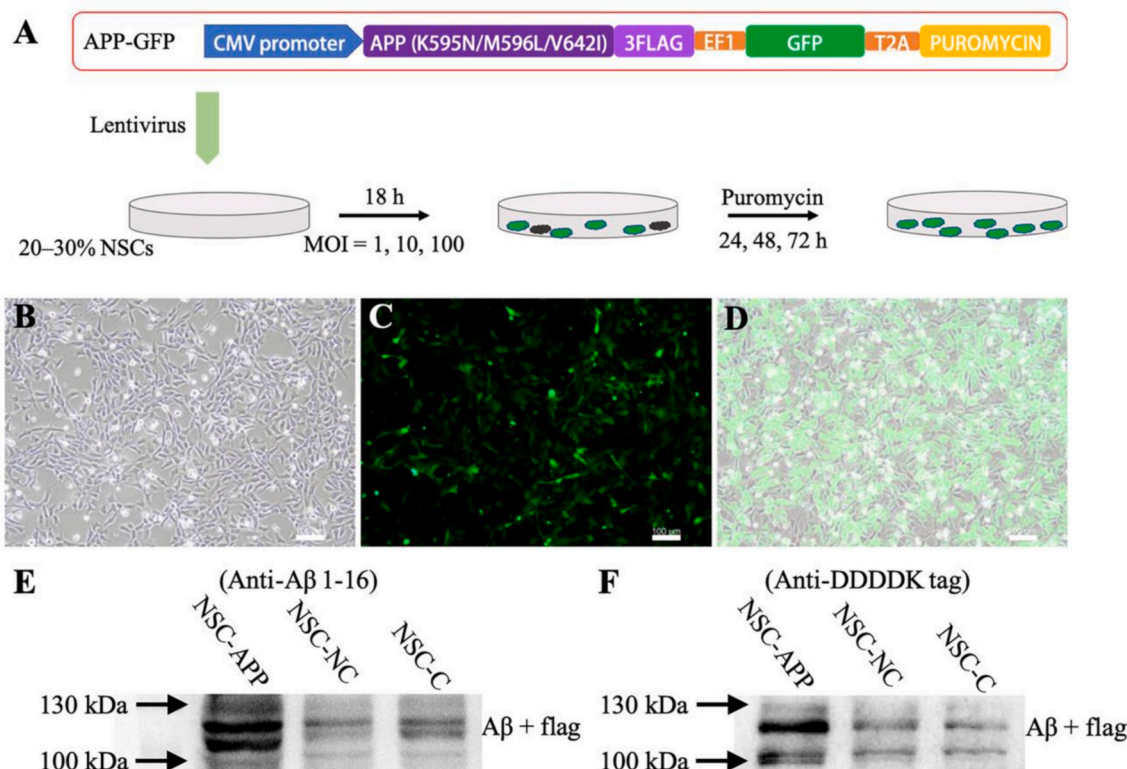 A
APP-GFP
CMV promoter APP (K595N/M596L/V642I) 3FLAG EF1 GFP T2A PUROMYCIN
Lentivirus
18 h
MOI = 1, 10, 100
Puromycin
24, 48, 72 h
20–30% NSCs
B
C
100 µm
D
E
(Anti-Aβ 1-16)
NSC-APP
NSC-NC
NSC-C
130 kDa
Aβ + flag
100 kDa
F
(Anti-DDDDK tag)
NSC-APP
NSC-NC
NSC-C
130 kDa
Aβ + flag
100 kDa